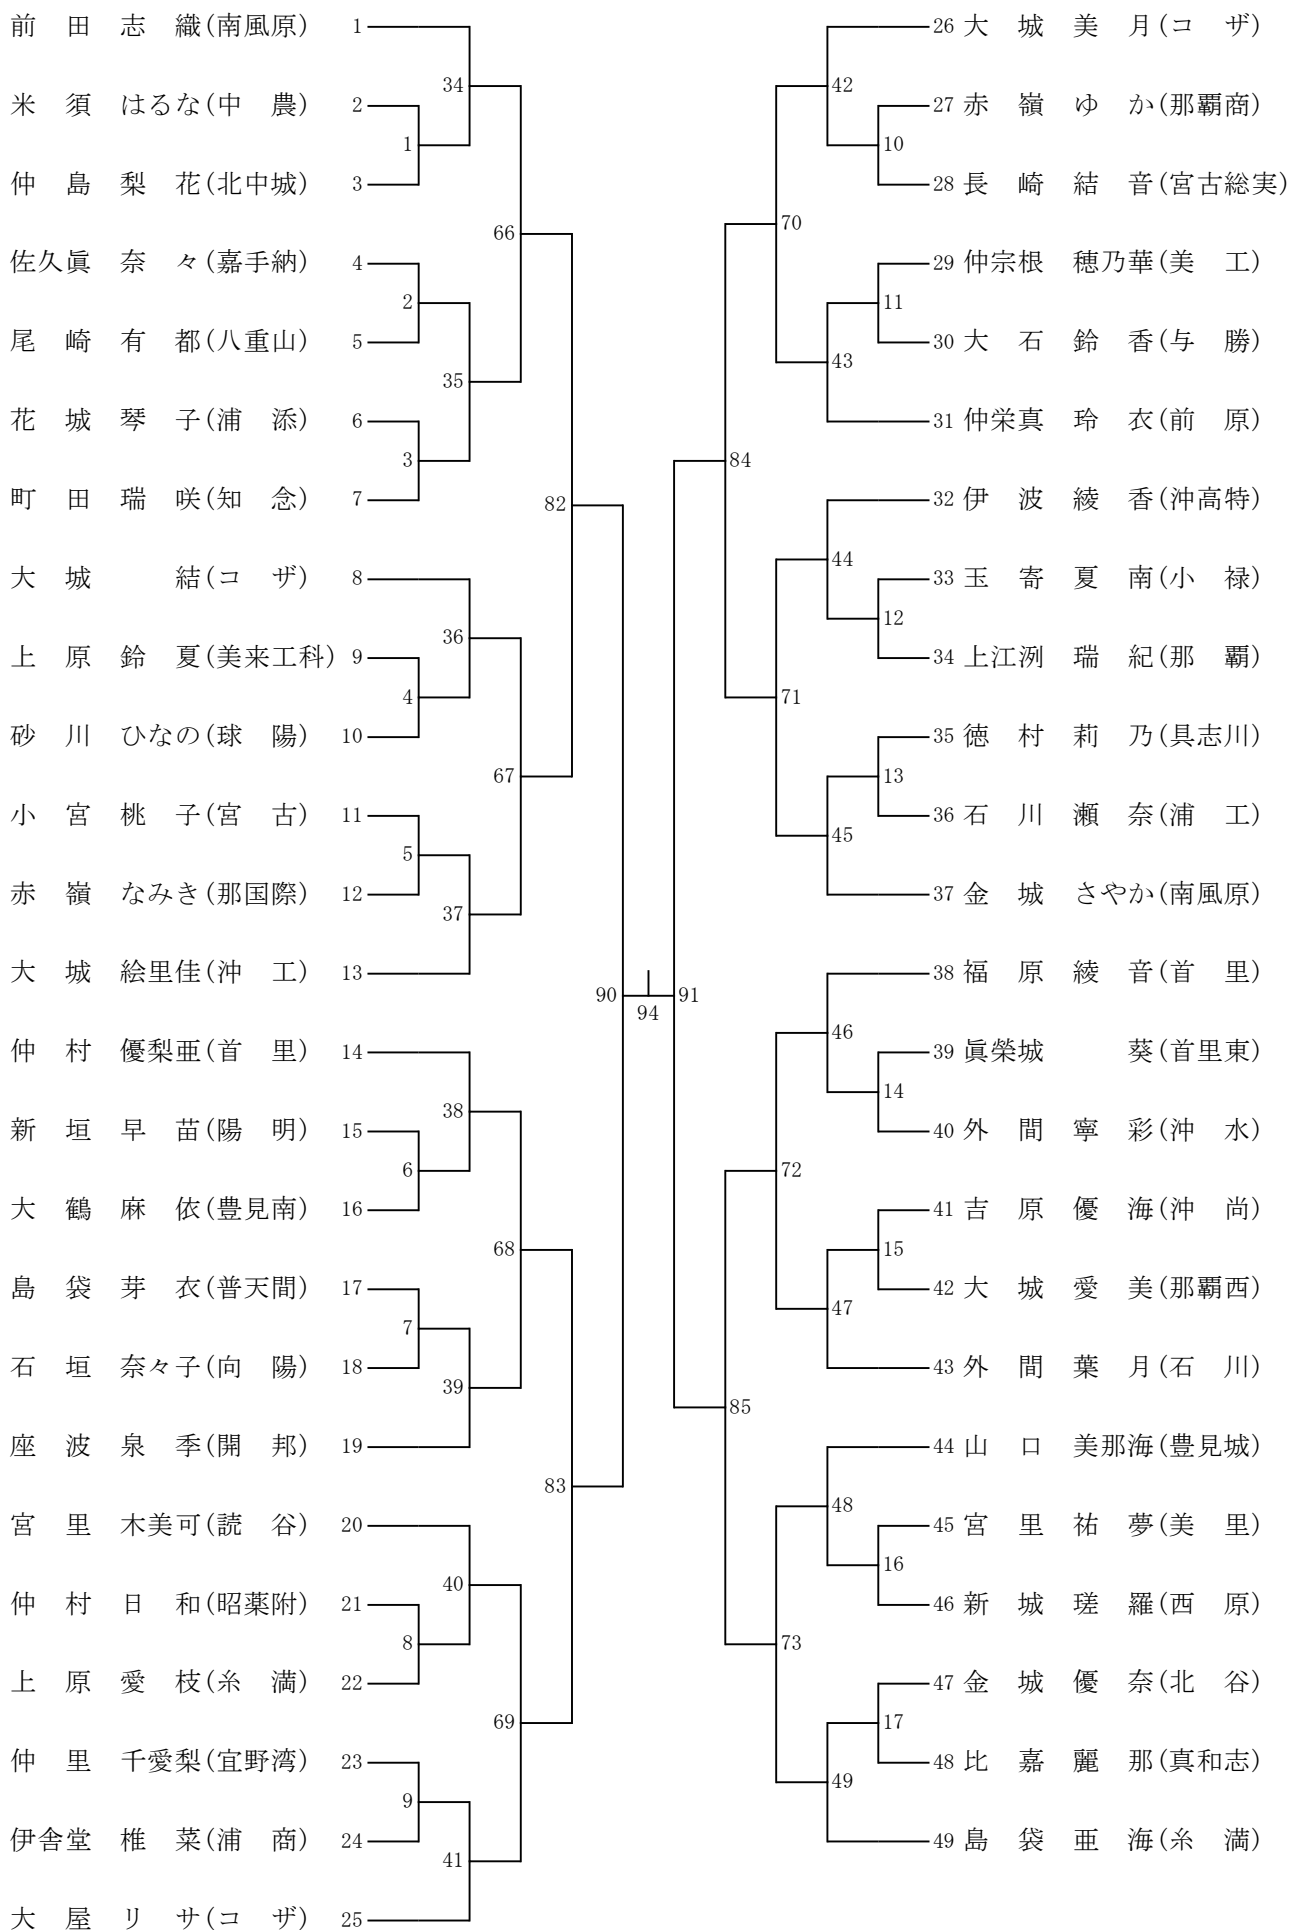 前田志織(南風原) 1
34
米須はるな(中農) 2
1
仲島梨花(北中城) 3
66
佐久眞奈々(嘉手納) 4
2
尾崎有都(八重山) 5
35
花城琴子(浦添) 6
3
町田瑞咲(知念) 7
82
大城結(コザ) 8
36
上原鈴夏(美来工科) 9
4
砂川ひなの(球陽) 10
67
小宮桃子(宮古) 11
5
赤嶺なみき(那国際) 12
37
大城絵里佳(沖工) 13
90
94
91
仲村優梨亜(首里) 14
38
新垣早苗(陽明) 15
6
大鶴麻依(豊見南) 16
68
島袋芽衣(普天間) 17
7
石垣奈々子(向陽) 18
39
座波泉季(開邦) 19
83
宮里木美可(読谷) 20
40
仲村日和(昭薬附) 21
8
上原愛枝(糸満) 22
69
仲里千愛梨(宜野湾) 23
9
伊舎堂椎菜(浦商) 24
41
大屋リサ(コザ) 25
26 大城美月(コザ)
42
27 赤嶺ゆか(那覇商)
10
28 長崎結音(宮古総実)
70
29 仲宗根穂乃華(美工)
11
30 大石鈴香(与勝)
43
31 仲栄真玲衣(前原)
84
32 伊波綾香(沖高特)
44
33 玉寄夏南(小禄)
12
34 上江洌瑞紀(那覇)
71
35 徳村莉乃(具志川)
13
36 石川瀬奈(浦工)
45
37 金城さやか(南風原)
38 福原綾音(首里)
46
39 眞榮城葵(首里東)
14
40 外間寧彩(沖水)
72
41 吉原優海(沖尚)
15
42 大城愛美(那覇西)
47
43 外間葉月(石川)
85
44 山口美那海(豊見城)
48
45 宮里祐夢(美里)
16
46 新城瑳羅(西原)
73
47 金城優奈(北谷)
17
48 比嘉麗那(真和志)
49
49 島袋亜海(糸満)